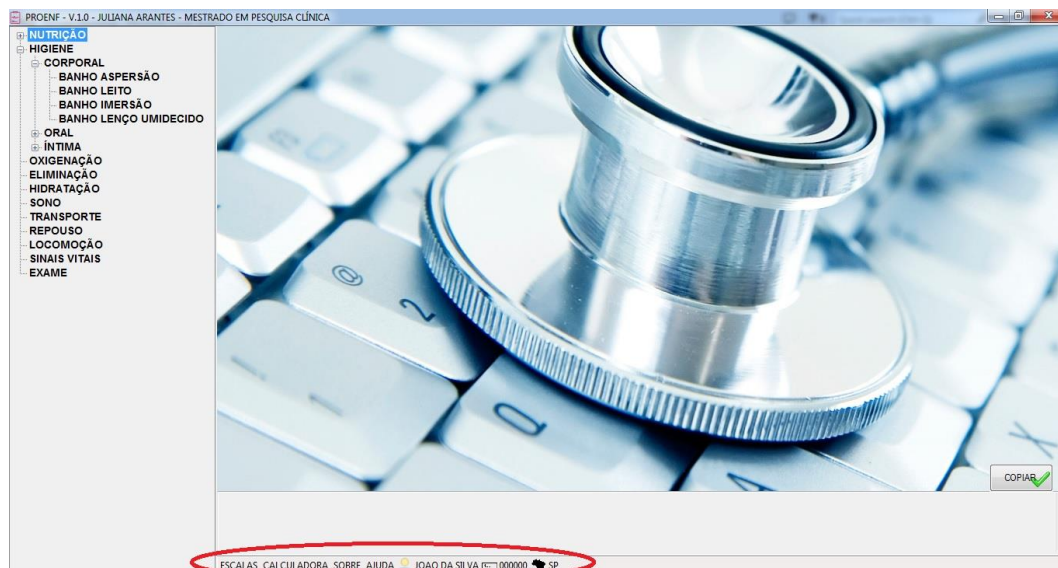 PROENF - V.1.0 - JULIANA ARANTES - MESTRADO EM PESQUISA CLÍNICA
NUTRIÇÃO
HIGIENE
CORPORAL
BANHO ASPERSÃO
BANHO LEITO
BANHO IMERSÃO
BANHO LENÇO UMIDECIDO
ORAL
ÍNTIMA
OXIGENAÇÃO
ELIMINAÇÃO
HIDRATAÇÃO
SONO
TRANSPORTE
REPOUSO
LOCOMOÇÃO
SINAIS VITAIS
EXAME
@
2
1
Q
A
X
COPIAR
ESCALAS CALCULADORA SOBRE AJUDA JOAO DA SILVA 000000 SP